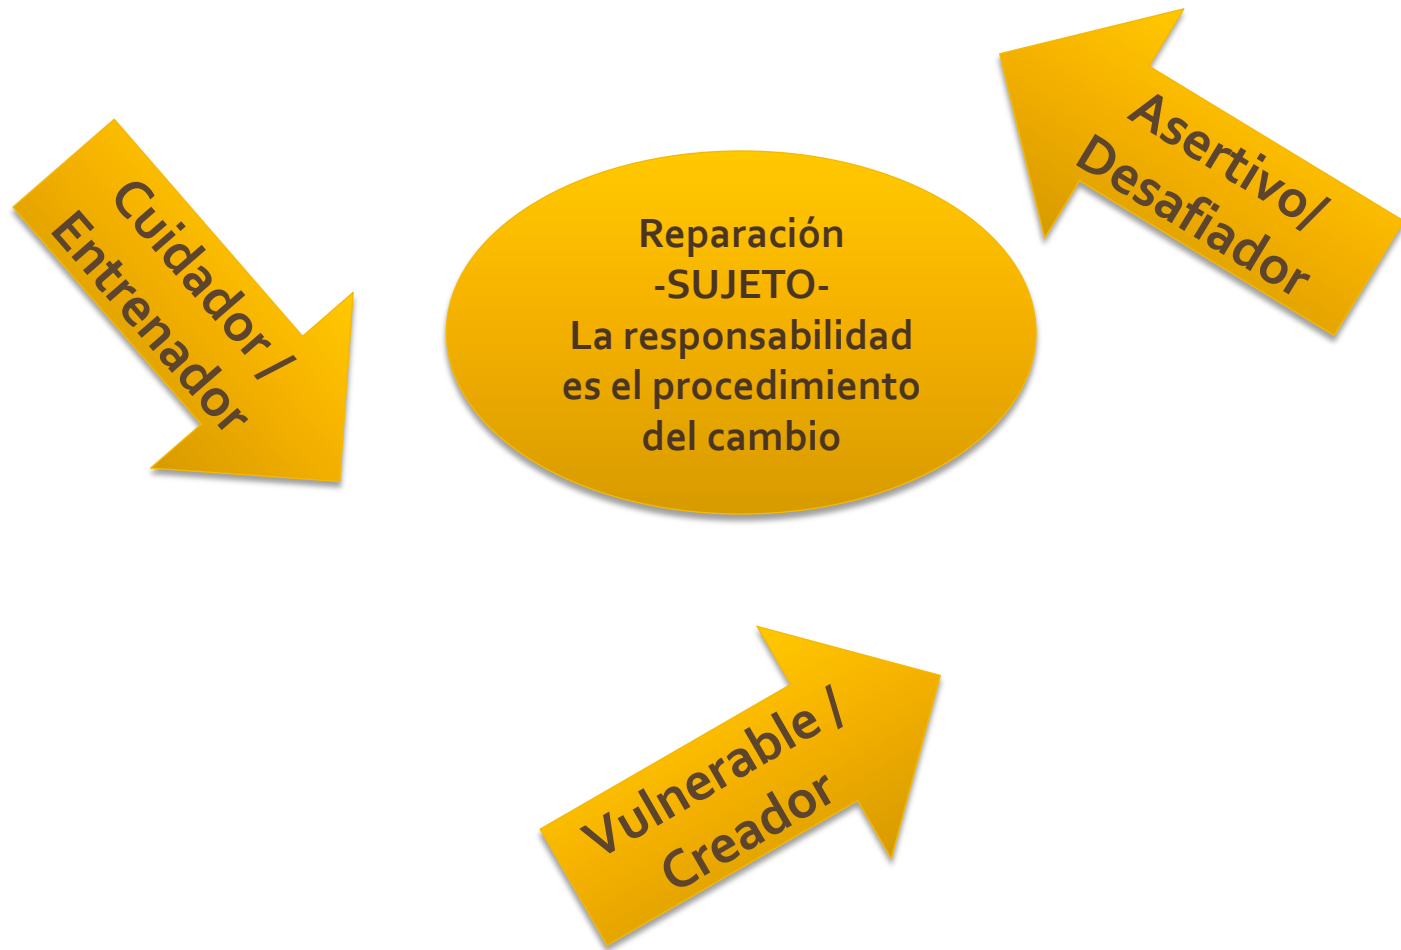 Cuidador /
Entrenador
Reparación
-SUJETO-
La responsabilidad
es el procedimiento
del cambio
Asertivo/
Desafiador
Vulnerable /
Creador